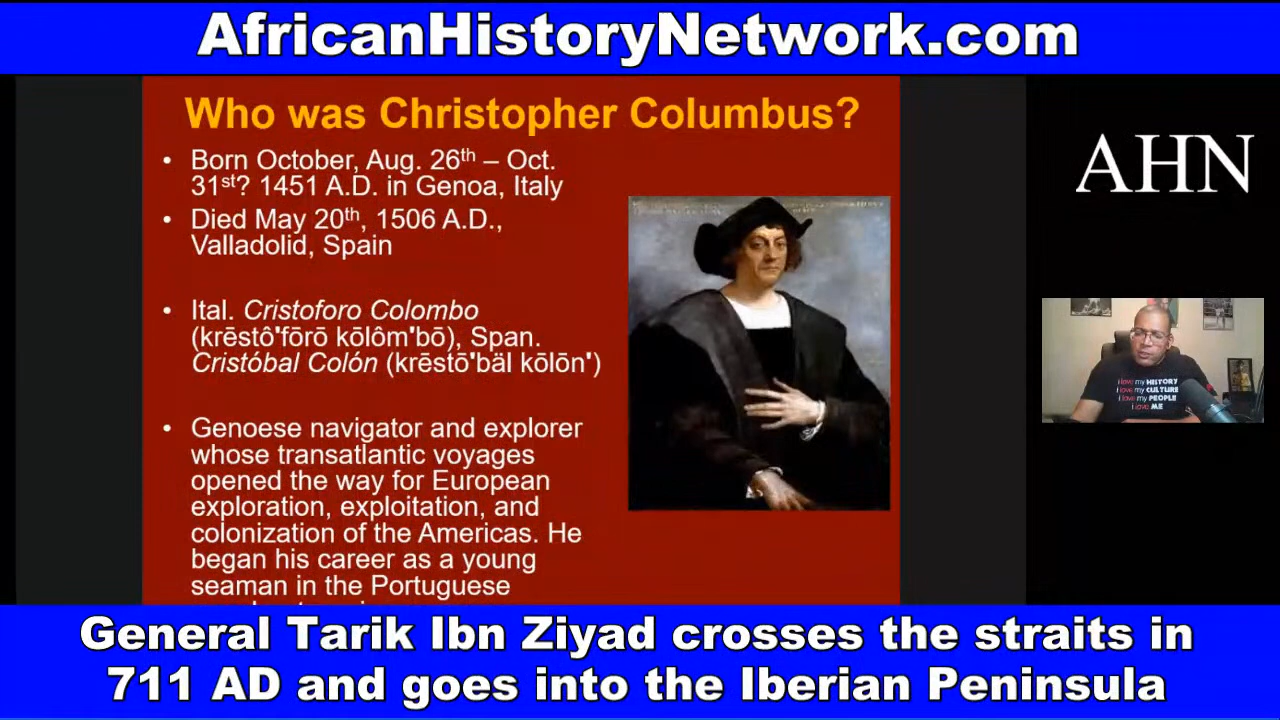 AfricanHistoryNetwork.com
Who was Christopher Columbus?
• Born October, Aug. 26th – Oct.
31st? 1451 A.D. in Genoa, Italy
• Died May 20th, 1506 A.D.,
Valladolid, Spain
• Ital. Cristoforo Colombo
(krēstô'fōrō kōlôm'bō), Span.
Cristóbal Colón (krēstō'bäl kōlōn')
• Genoese navigator and explorer
whose transatlantic voyages
opened the way for European
exploration, exploitation, and
colonization of the Americas. He
began his career as a young
seaman in the Portuguese
AHN
I love my HISTORY
I love my CULTURE
I love my PEOPLE
I love ME
General Tarik Ibn Ziyad crosses the straits in
711 AD and goes into the Iberian Peninsula